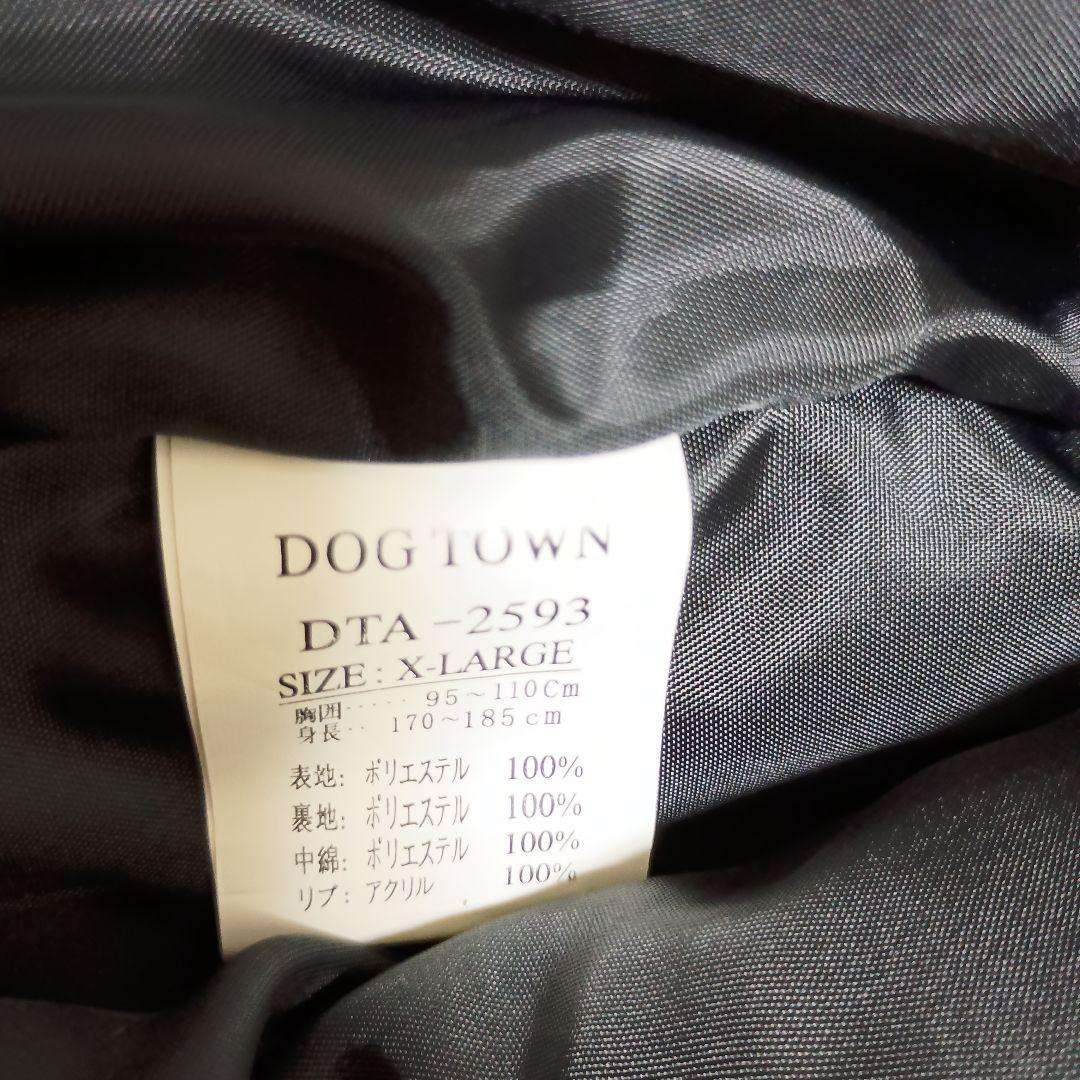 DOG TOWN
DTA-2593
SIZE: X-LARGE
胸囲····· 95~110Cm
身長·· 170~185cm
表地: ポリエステル 100%
裏地: ポリエステル 100%
中綿: ポリエステル 100%
リブ: アクリル 100%